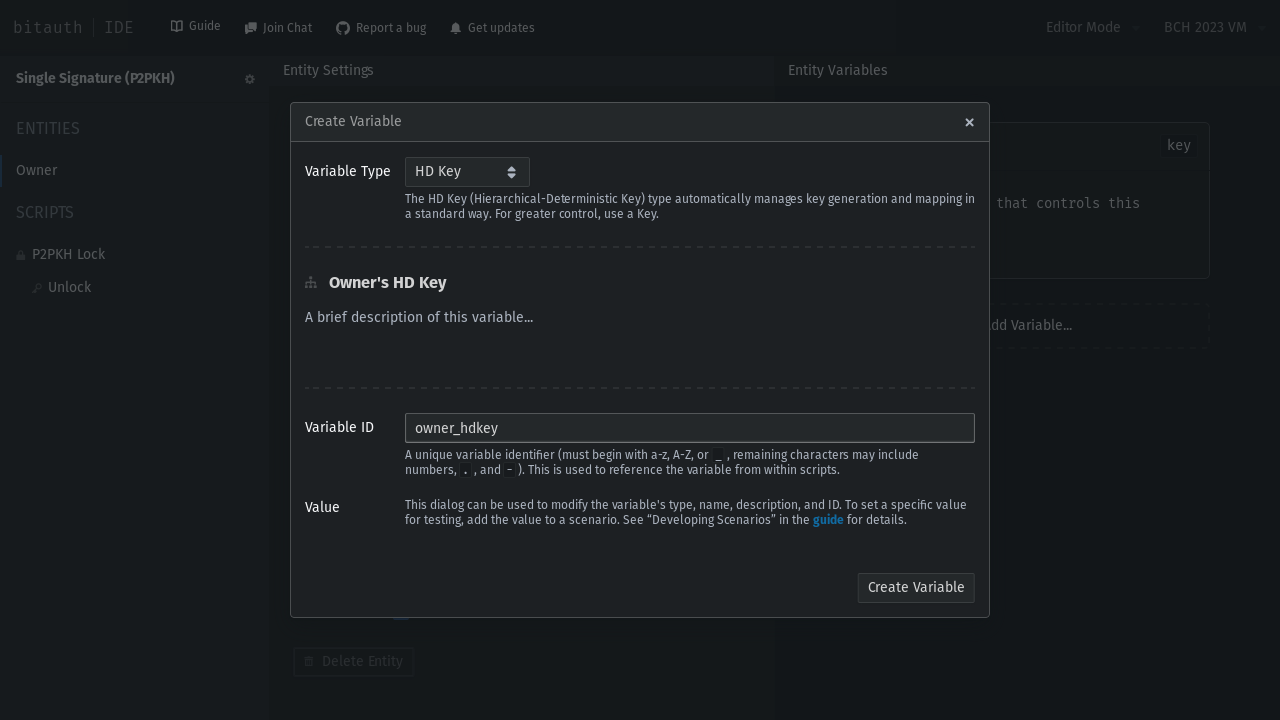 bitauth | IDE
Guide
Join Chat
Report a bug
Get updates
Editor Mode
BCH 2023 VM
Single Signature (P2PKH)
Entity Settings
Entity Variables
ENTITIES
Owner
SCRIPTS
P2PKH Lock
Unlock
key
that controls this
dd Variable...
Create Variable
×
Variable Type
HD Key
The HD Key (Hierarchical-Deterministic Key) type automatically manages key generation and mapping in
a standard way. For greater control, use a Key.
Owner's HD Key
A brief description of this variable...
Variable ID
owner_hdkey
A unique variable identifier (must begin with a-z, A-Z, or _, remaining characters may include
numbers, ., and -). This is used to reference the variable from within scripts.
Value
This dialog can be used to modify the variable's type, name, description, and ID. To set a specific value
for testing, add the value to a scenario. See “Developing Scenarios” in the guide for details.
Create Variable
Delete Entity